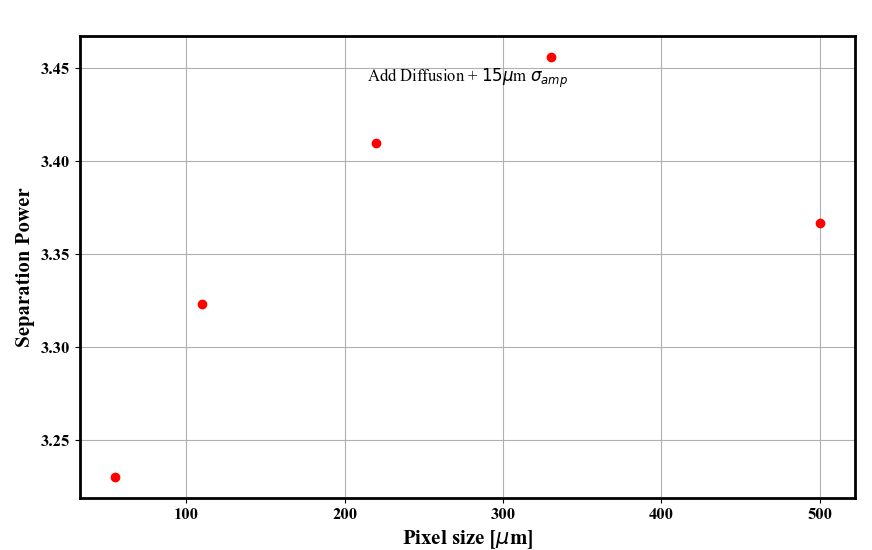 3.45
Add Diffusion + 15μm σ_amp
3.40
3.35
3.30
3.25
Separation Power
100 200 300 400 500
Pixel size [μm]